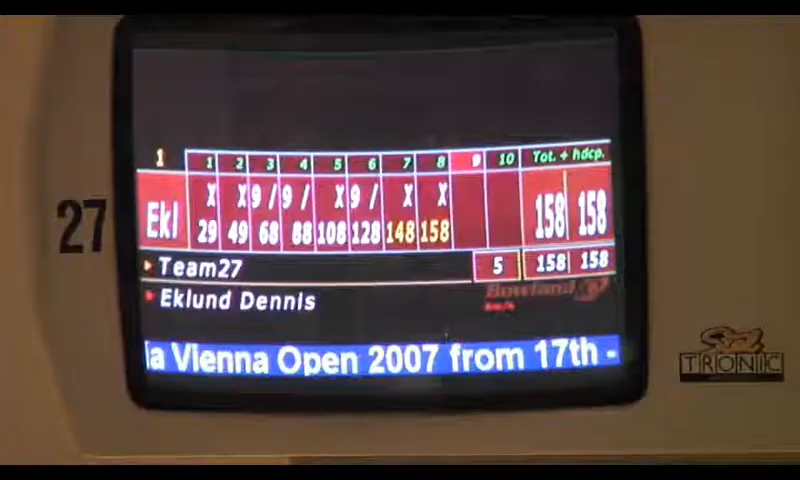 1 1 2 3 4 5 6 7 8 9 10 Tot. + hdcp.
X X 9 / 9 / X 9 / X X
Ekl 29 49 68 88 108 128 148 158 158 158
27
Team27 5 158 158
Eklund Dennis Bowland
la Vienna Open 2007 from 17th -
TRONIC